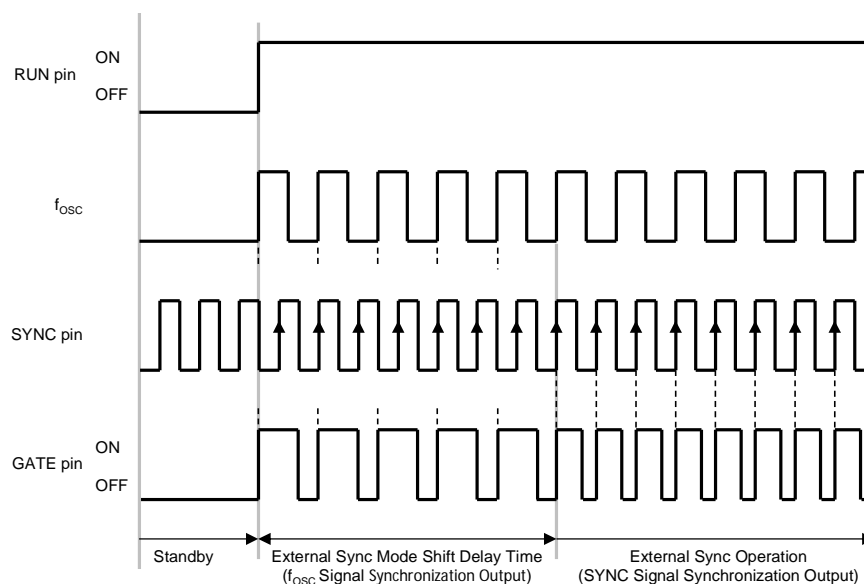 RUN pin
ON
OFF
fOSC
SYNC pin
GATE pin
ON
OFF
Standby
External Sync Mode Shift Delay Time
(fOSC Signal Synchronization Output)
External Sync Operation
(SYNC Signal Synchronization Output)